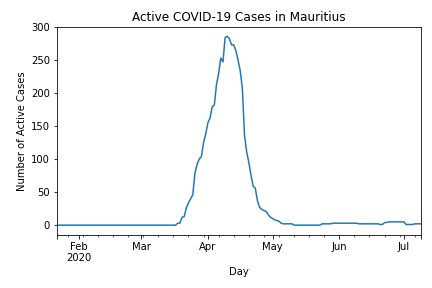 Active COVID-19 Cases in Mauritius
Number of Active Cases
300
250
200
150
100
50
0
Feb Mar Apr May Jun Jul
2020
Day